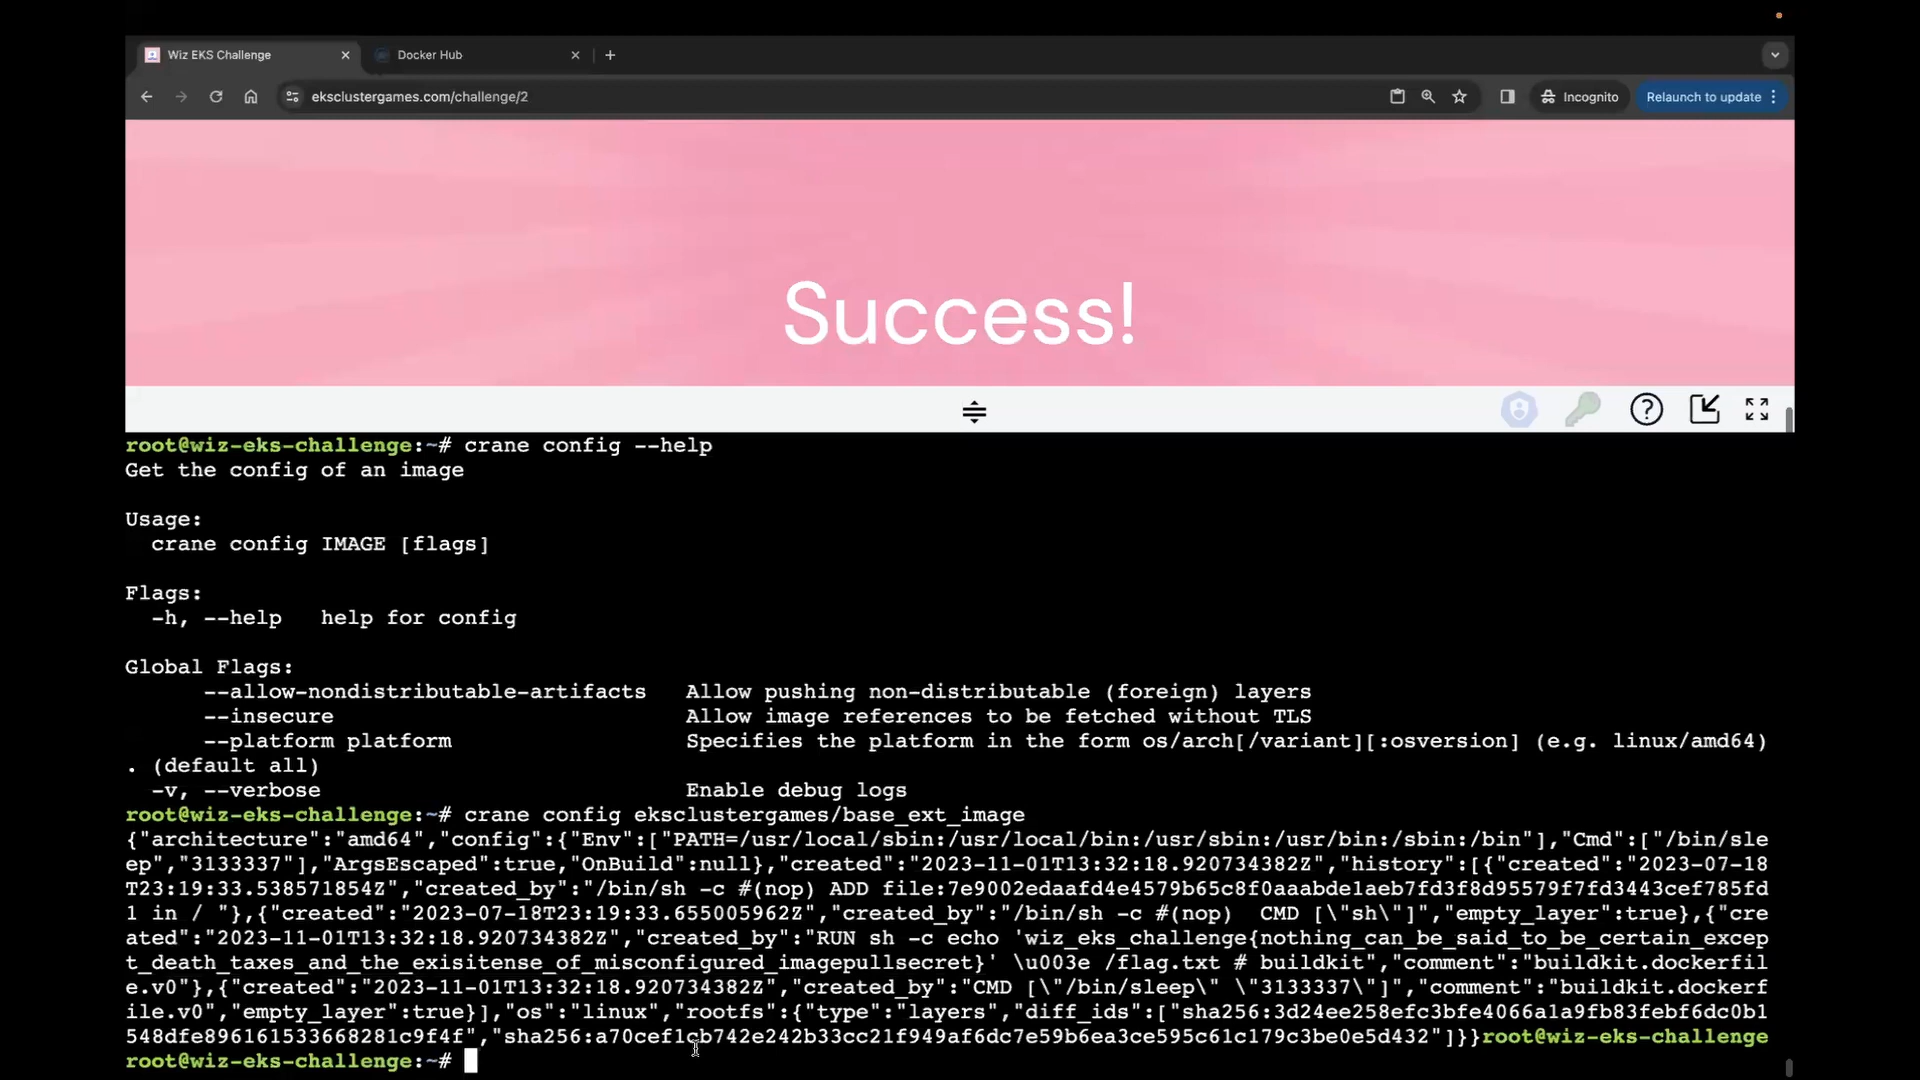 Wiz EKS Challenge
Docker Hub
eksclustergames.com/challenge/2
Incognito
Relaunch to update
Success!
root@wiz-eks-challenge:~# crane config --help
Get the config of an image
Usage:
crane config IMAGE [flags]
Flags:
-h, --help help for config
Global Flags:
--allow-nondistributable-artifacts Allow pushing non-distributable (foreign) layers
--insecure Allow image references to be fetched without TLS
--platform platform Specifies the platform in the form os/arch[/variant][:osversion] (e.g. linux/amd64)
. (default all)
-v, --verbose Enable debug logs
root@wiz-eks-challenge:~# crane config eksclustergames/base_ext_image
{"architecture":"amd64","config":{"Env":["PATH=/usr/local/sbin:/usr/local/bin:/usr/sbin:/usr/bin:/sbin:/bin"],"Cmd":["/bin/sle
ep","3133337"],"ArgsEscaped":true,"OnBuild":null},"created":"2023-11-01T13:32:18.920734382Z","history":[{"created":"2023-07-18
T23:19:33.538571854Z","created_by":"/bin/sh -c #(nop) ADD file:7e9002edaafd4e4579b65c8f0aaabde1aeb7fd3f8d95579f7fd3443cef785fd
1 in / "},{"created":"2023-07-18T23:19:33.655005962Z","created_by":"/bin/sh -c #(nop)  CMD [\"sh\"]","empty_layer":true},{"cre
ated":"2023-11-01T13:32:18.920734382Z","created_by":"RUN sh -c echo 'wiz_eks_challenge{nothing_can_be_said_to_be_certain_excep
t_death_taxes_and_the_exisitense_of_misconfigured_imagepullsecret}' \u003e /flag.txt # buildkit","comment":"buildkit.dockerfil
e.v0"},{"created":"2023-11-01T13:32:18.920734382Z","created_by":"CMD [\"/bin/sleep\" \"3133337\"]","comment":"buildkit.dockerf
ile.v0","empty_layer":true}],"os":"linux","rootfs":{"type":"layers","diff_ids":["sha256:3d24ee258efc3bfe4066a1a9fb83febf6dc0b1
548dfe896161533668281c9f4f","sha256:a70cef1cb742e242b33cc21f949af6dc7e59b6ea3ce595c61c179c3be0e5d432"]}}root@wiz-eks-challenge
root@wiz-eks-challenge:~#